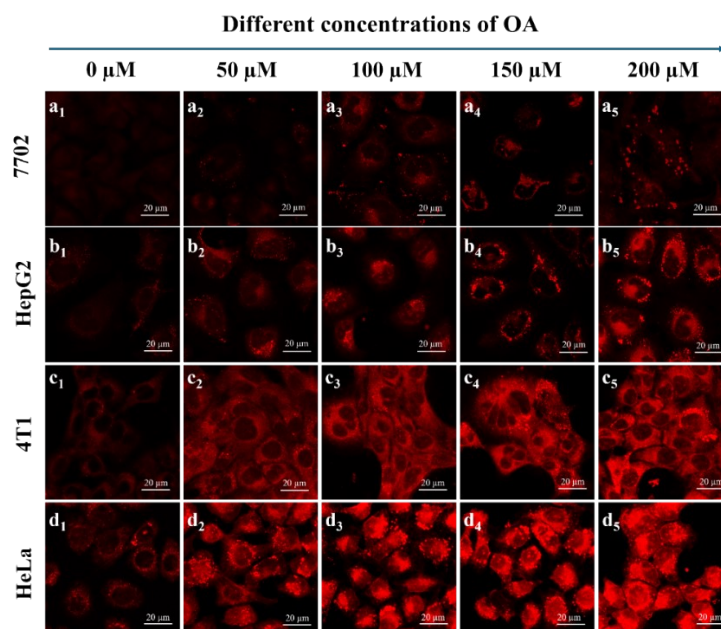 Different concentrations of OA
0 µM 50 µM 100 µM 150 µM 200 µM
7702
a1 a2 a3 a4 a5
20 µm 20 µm 20 µm 20 µm 20 µm
HepG2
b1 b2 b3 b4 b5
20 µm 20 µm 20 µm 20 µm 20 µm
4T1
c1 c2 c3 c4 c5
20 µm 20 µm 20 µm 20 µm 20 µm
HeLa
d1 d2 d3 d4 d5
20 µm 20 µm 20 µm 20 µm 20 µm